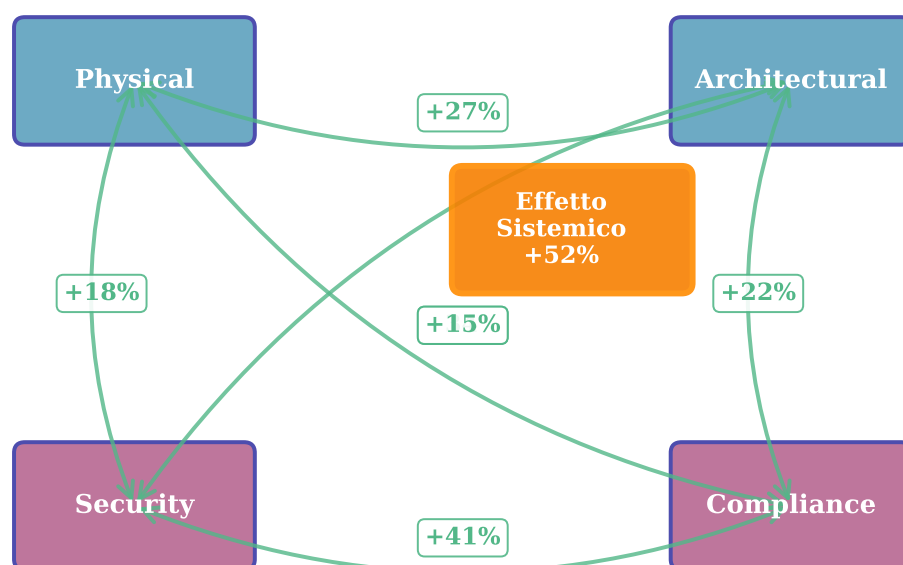 Physical
Architectural
+27%
Effetto
Sistemico
+52%
+18%
+22%
+15%
Security
Compliance
+41%